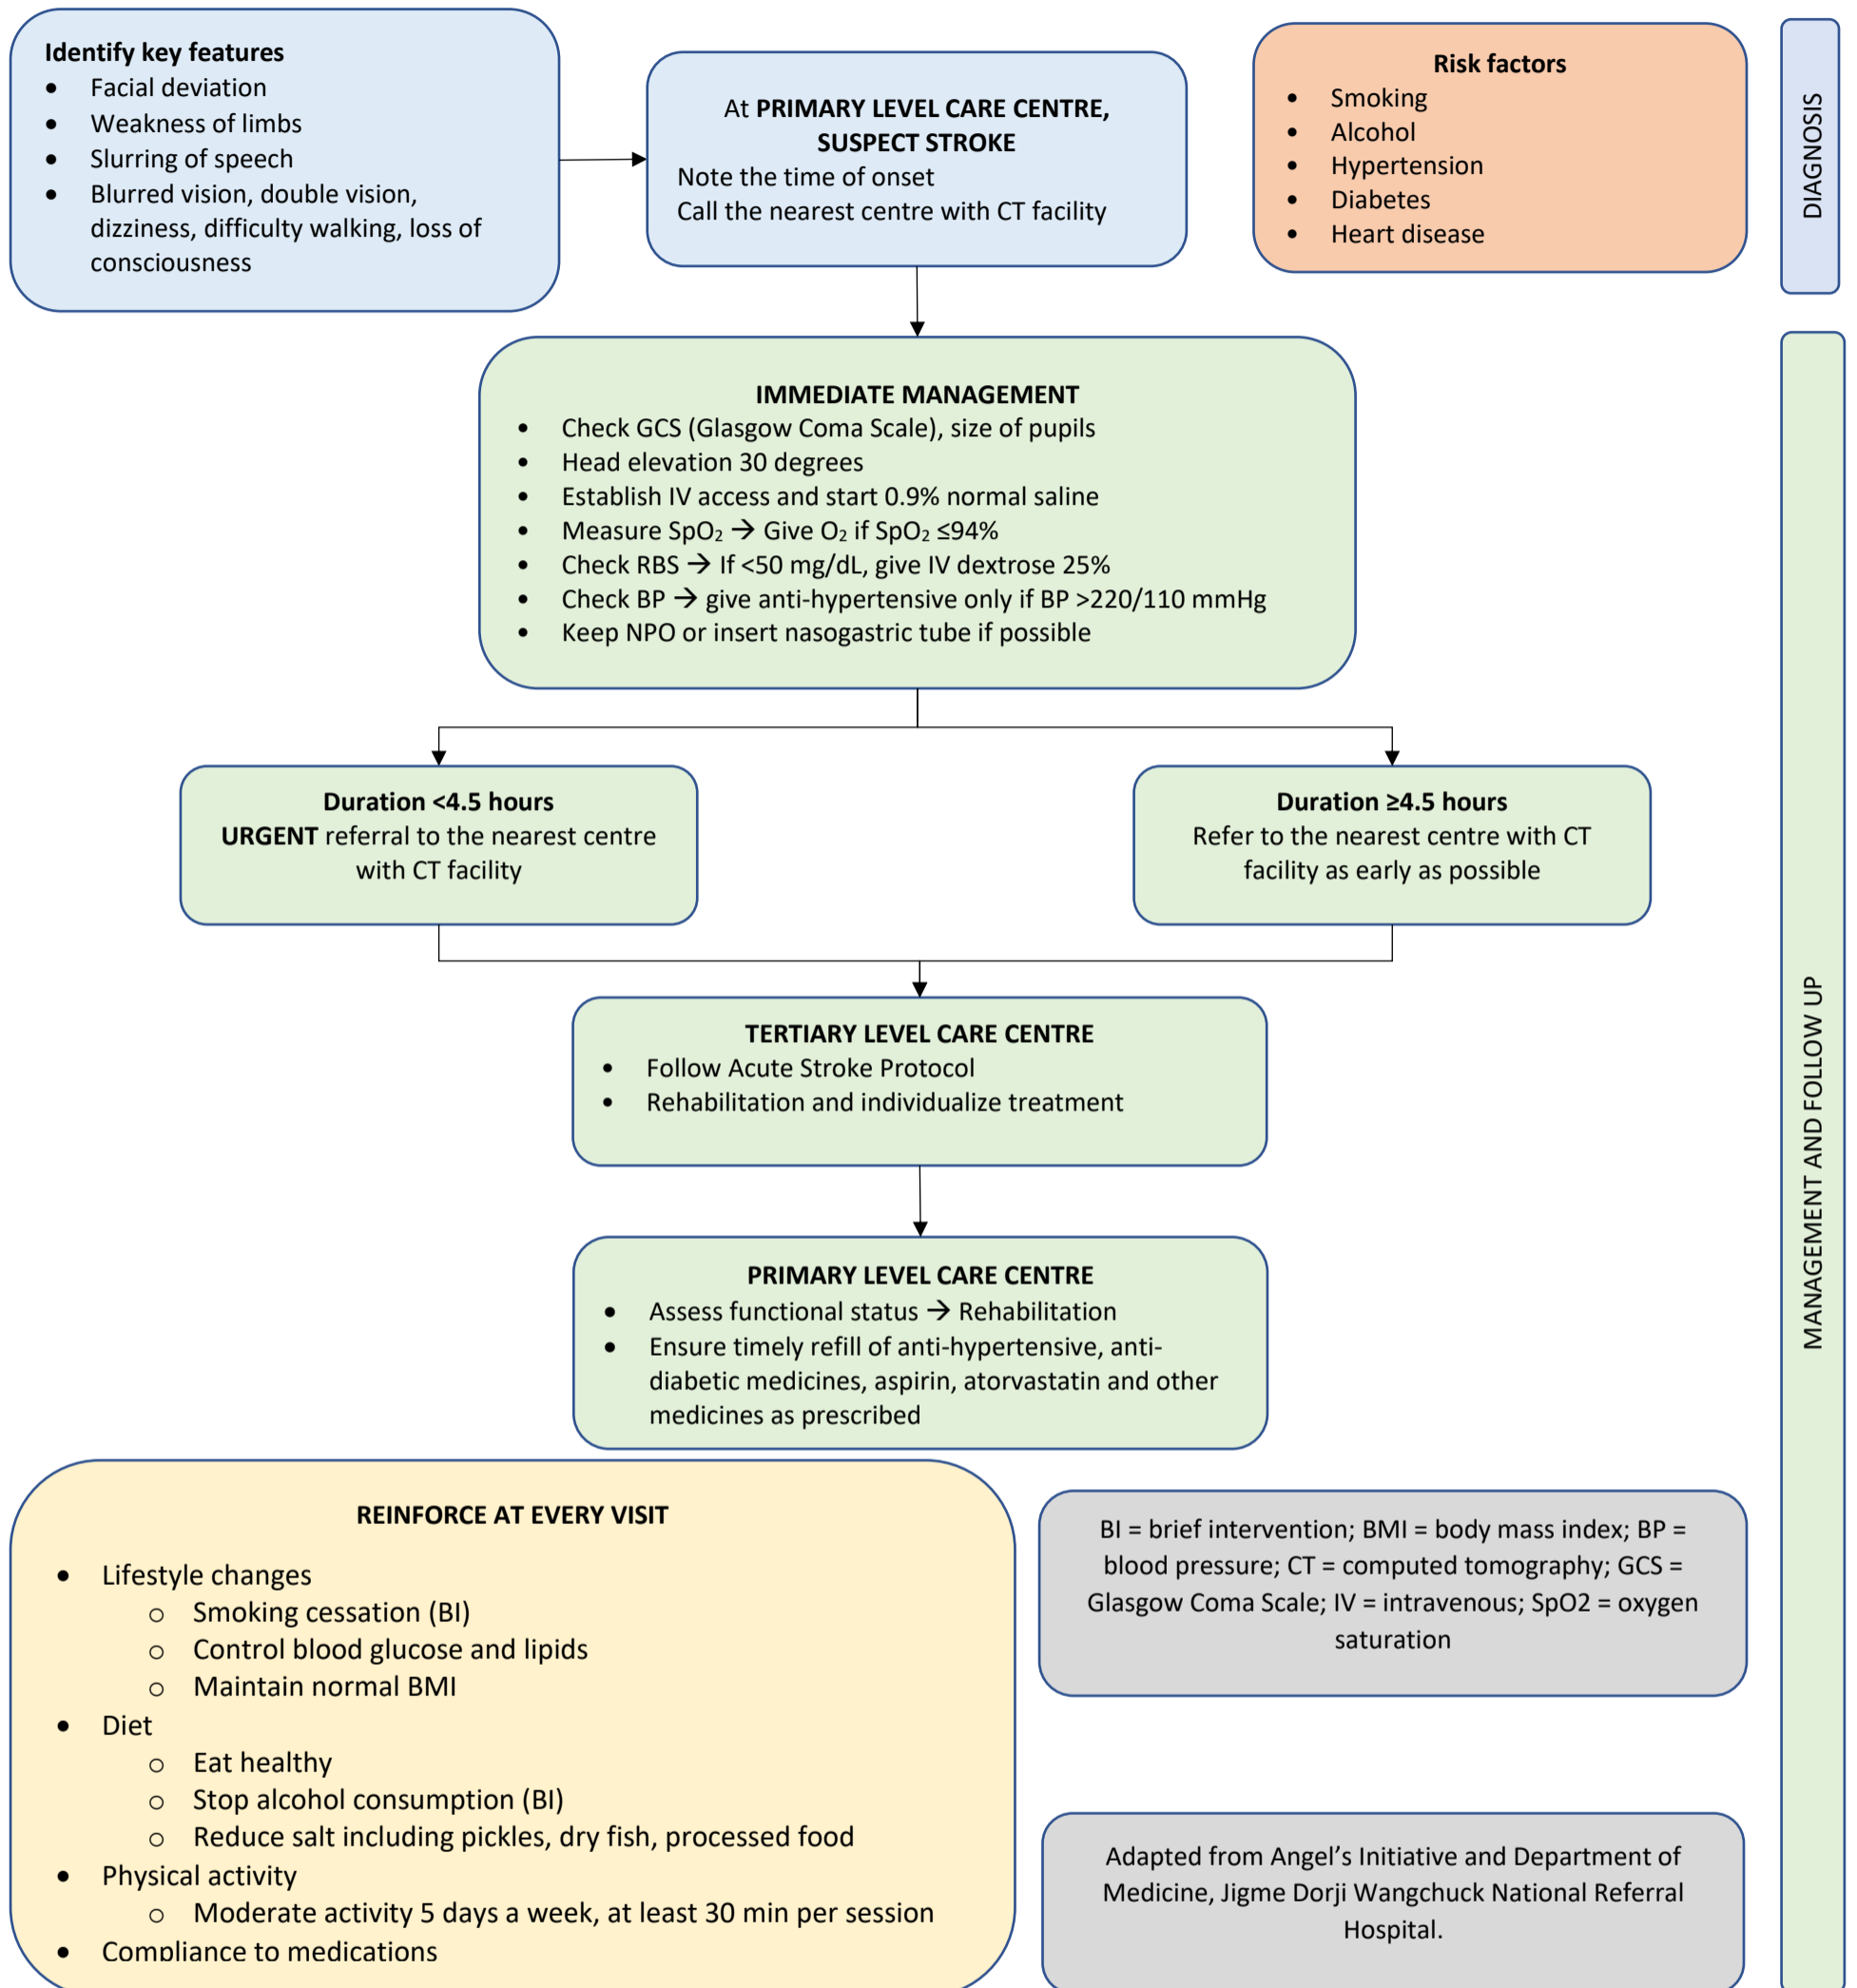 Identify key features
• Facial deviation
• Weakness of limbs
• Slurring of speech
• Blurred vision, double vision,
dizziness, difficulty walking, loss of
consciousness
At PRIMARY LEVEL CARE CENTRE,
SUSPECT STROKE
Note the time of onset
Call the nearest centre with CT facility
Risk factors
• Smoking
• Alcohol
• Hypertension
• Diabetes
• Heart disease
DIAGNOSIS
IMMEDIATE MANAGEMENT
• Check GCS (Glasgow Coma Scale), size of pupils
• Head elevation 30 degrees
• Establish IV access and start 0.9% normal saline
• Measure SpO₂ → Give O₂ if SpO₂ ≤94%
• Check RBS → If <50 mg/dL, give IV dextrose 25%
• Check BP → give anti-hypertensive only if BP >220/110 mmHg
• Keep NPO or insert nasogastric tube if possible
Duration <4.5 hours
URGENT referral to the nearest centre
with CT facility
Duration ≥4.5 hours
Refer to the nearest centre with CT
facility as early as possible
TERTIARY LEVEL CARE CENTRE
• Follow Acute Stroke Protocol
• Rehabilitation and individualize treatment
PRIMARY LEVEL CARE CENTRE
• Assess functional status → Rehabilitation
• Ensure timely refill of anti-hypertensive, anti-
diabetic medicines, aspirin, atorvastatin and other
medicines as prescribed
MANAGEMENT AND FOLLOW UP
REINFORCE AT EVERY VISIT
• Lifestyle changes
o Smoking cessation (BI)
o Control blood glucose and lipids
o Maintain normal BMI
• Diet
o Eat healthy
o Stop alcohol consumption (BI)
o Reduce salt including pickles, dry fish, processed food
• Physical activity
o Moderate activity 5 days a week, at least 30 min per session
• Compliance to medications
BI = brief intervention; BMI = body mass index; BP =
blood pressure; CT = computed tomography; GCS =
Glasgow Coma Scale; IV = intravenous; SpO2 = oxygen
saturation
Adapted from Angel’s Initiative and Department of
Medicine, Jigme Dorji Wangchuck National Referral
Hospital.